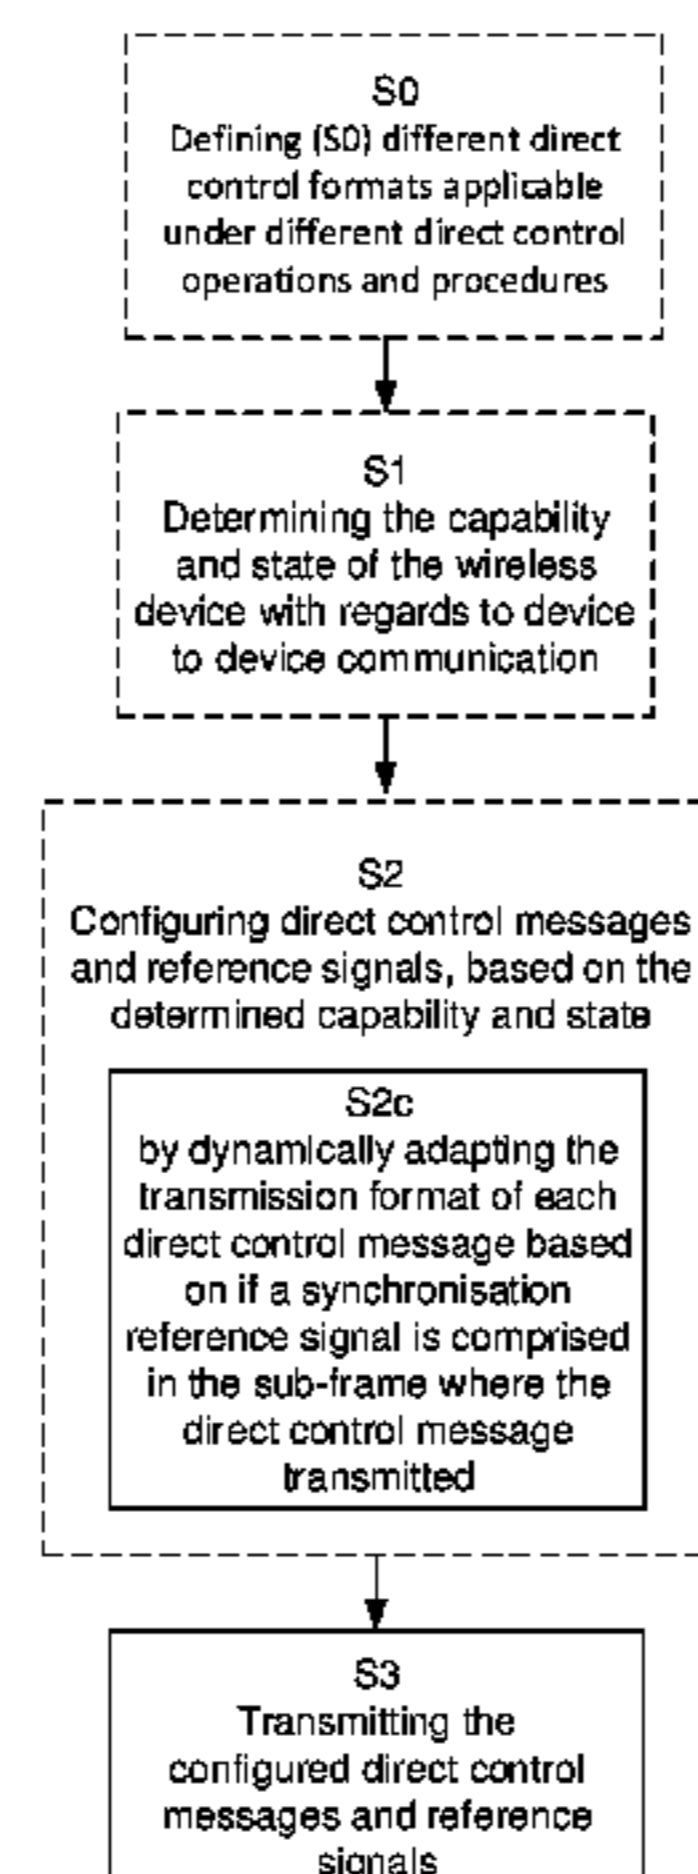 S0
Defining (S0) different direct
control formats applicable
under different direct control
operations and procedures
S1
Determining the capability
and state of the wireless
device with regards to device
to device communication
S2
Configuring direct control messages
and reference signals, based on the
determined capability and state
S2c
by dynamically adapting the
transmission format of each
direct control message based
on if a synchronisation
reference signal is comprised
in the sub-frame where the
direct control message
transmitted
S3
Transmitting the
configured direct control
messages and reference
signals